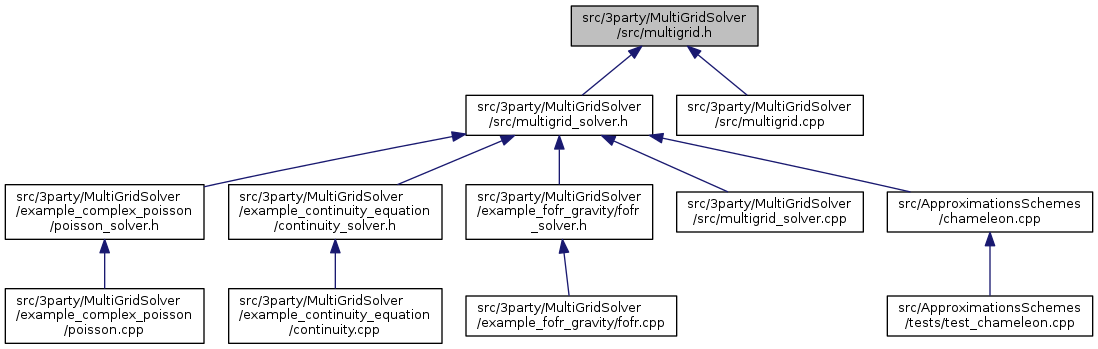 src/3party/MultiGridSolver
/src/multigrid.h
src/3party/MultiGridSolver
/src/multigrid_solver.h
src/3party/MultiGridSolver
/src/multigrid.cpp
src/3party/MultiGridSolver
/example_complex_poisson
/poisson_solver.h
src/3party/MultiGridSolver
/example_continuity_equation
/continuity_solver.h
src/3party/MultiGridSolver
/example_fofr_gravity/fofr
_solver.h
src/3party/MultiGridSolver
/src/multigrid_solver.cpp
src/ApproximationsSchemes
/chameleon.cpp
src/3party/MultiGridSolver
/example_complex_poisson
/poisson.cpp
src/3party/MultiGridSolver
/example_continuity_equation
/continuity.cpp
src/3party/MultiGridSolver
/example_fofr_gravity/fofr.cpp
src/ApproximationsSchemes
/tests/test_chameleon.cpp